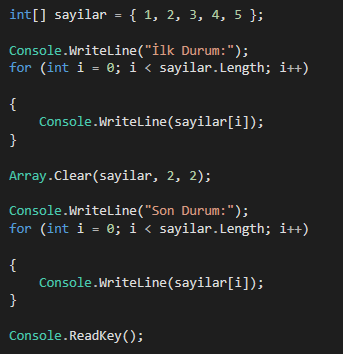 int[] sayilar = { 1, 2, 3, 4, 5 };
Console.WriteLine("İlk Durum:");
for (int i = 0; i < sayilar.Length; i++)
{
    Console.WriteLine(sayilar[i]);
}
Array.Clear(sayilar, 2, 2);
Console.WriteLine("Son Durum:");
for (int i = 0; i < sayilar.Length; i++)
{
    Console.WriteLine(sayilar[i]);
}
Console.ReadKey();